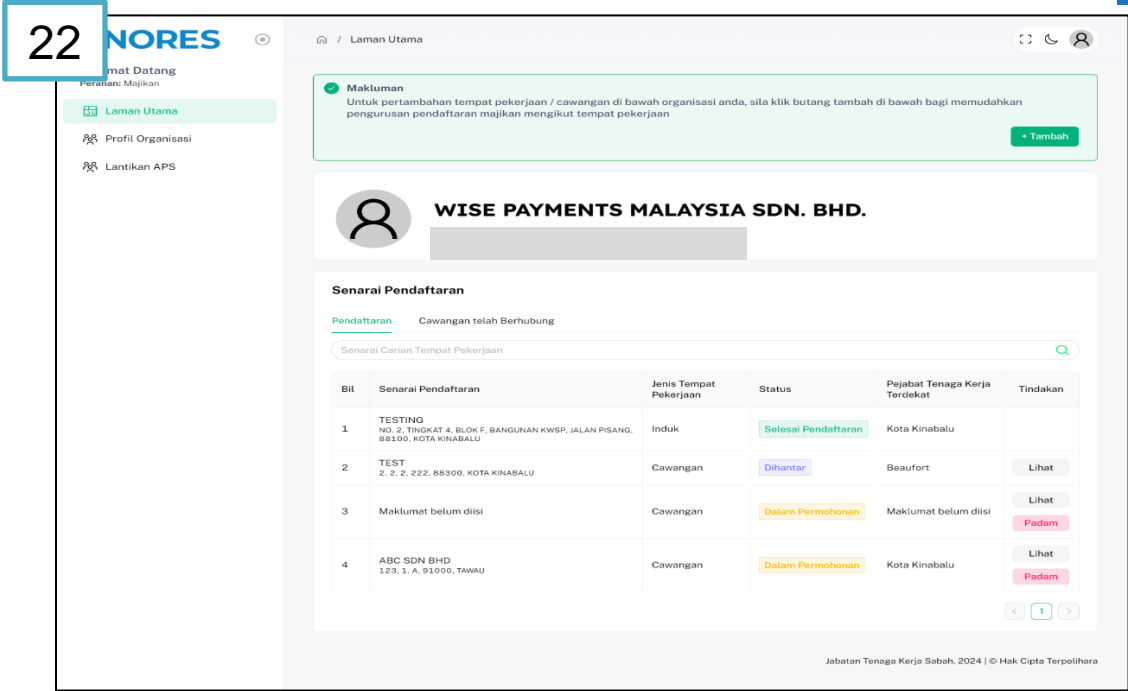 22
NORES
mat Datang
Peranan: Majikan
Laman Utama
Profil Organisasi
Lantikan APS
/ Laman Utama
Makluman
Untuk pertambahan tempat pekerjaan / cawangan di bawah organisasi anda, sila klik butang tambah di bawah bagi memudahkan
pengurusan pendaftaran majikan mengikut tempat pekerjaan
+ Tambah
WISE PAYMENTS MALAYSIA SDN. BHD.
Senarai Pendaftaran
Pendaftaran Cawangan telah Berhubung
Senarai Carian Tempat Pekerjaan
Bil Senarai Pendaftaran Jenis Tempat Pekerjaan Status Pejabat Tenaga Kerja Terdekat Tindakan
1 TESTING Induk Selesai Pendaftaran Kota Kinabalu
NO. 2, TINGKAT 4, BLOK F, BANGUNAN KWSP, JALAN PISANG,
88100, KOTA KINABALU
2 TEST Cawangan Dihantar Beaufort Lihat
2, 2, 2, 222, 88300, KOTA KINABALU
3 Maklumat belum diisi Cawangan Dalam Permohonan Maklumat belum diisi Lihat
Padam
4 ABC SDN BHD Cawangan Dalam Permohonan Kota Kinabalu Lihat
123, 1, A, 91000, TAWAU Padam
< 1 >
Jabatan Tenaga Kerja Sabah, 2024 | © Hak Cipta Terpelihara